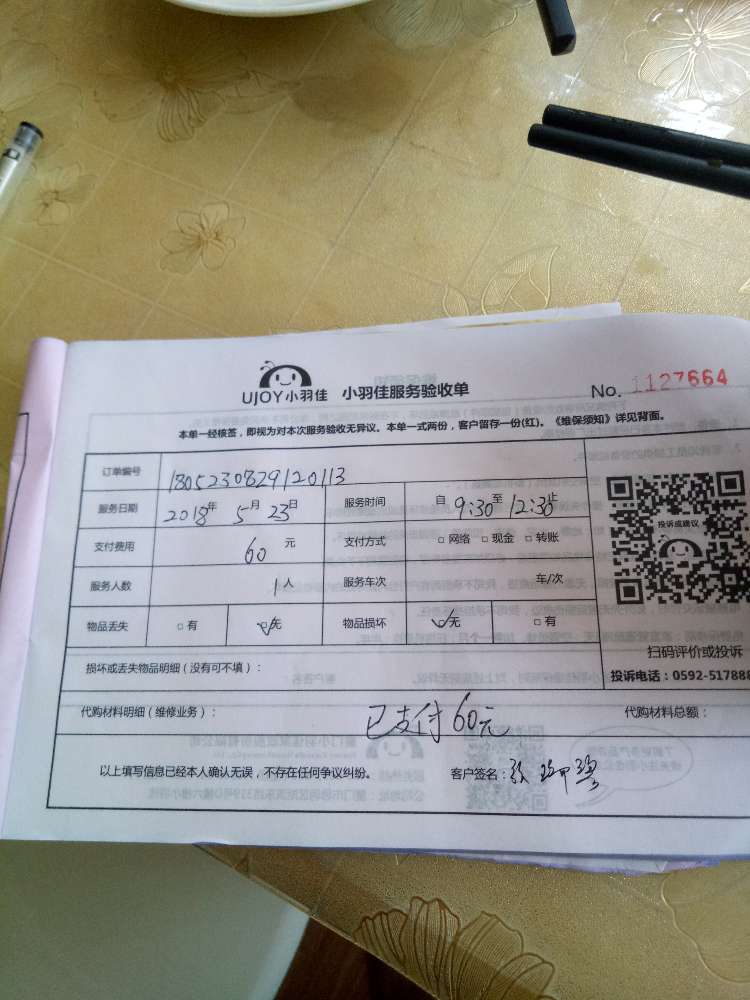 UJOY小羽佳 小羽佳服务验收单 No. 1127664
本单一经核签，即视为对本次服务验收无异议。本单一式两份，客户留存一份(红)。《维保须知》详见背面。
订单编号 1805230829120113
服务日期 2018年 5月 23日 服务时间 自 9:30 至 12:30 止
支付费用 60 元 支付方式 □ 网络 □ 现金 □ 转账
投诉或建议
服务人数 1 人 服务车次 车/次
物品丢失 □ 有 □ 无 物品损坏 □ 无 □ 有
扫码评价或投诉
损坏或丢失物品明细（没有可不填）： 投诉电话：0592-517888
代购材料明细（维修业务）： 已支付60元 代购材料总额：
以上填写信息已经本人确认无误，不存在任何争议纠纷。 客户签名：张